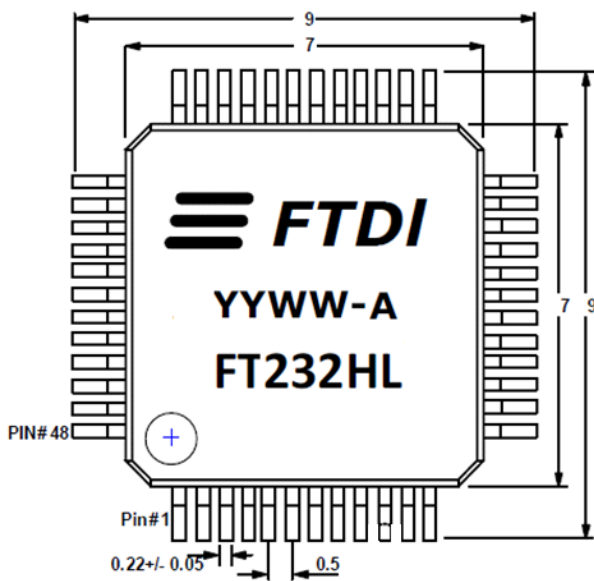 9
7
FTDI
YYWW-A
FT232HL
7
9
PIN# 48
Pin#1
0.22+/- 0.05
0.5